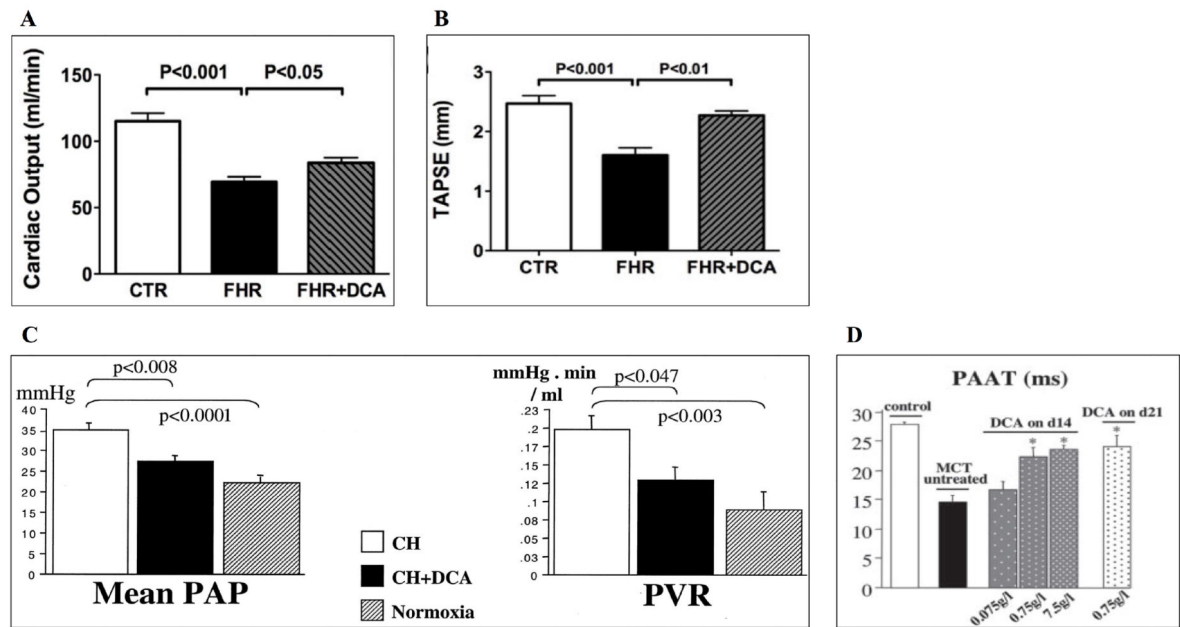 A
Cardiac Output (ml/min)
P<0.001 P<0.05
150
100
50
0
CTR FHR FHR+DCA
B
TAPSE (mm)
P<0.001 P<0.01
3
2
1
0
CTR FHR FHR+DCA
C
p<0.008
mmHg
p<0.0001
40
35
30
25
20
15
10
5
0
Mean PAP
CH
CH+DCA
Normoxia
mmHg . min
/ ml
p<0.047
p<0.003
.23
.2
.18
.15
.12
.1
.08
.05
.03
0
PVR
D
PAAT (ms)
control
MCT
untreated
DCA on d14
DCA on d21
* * *
30
25
20
15
10
5
0
0.075g/l 0.75g/l 7.5g/l 0.75g/l